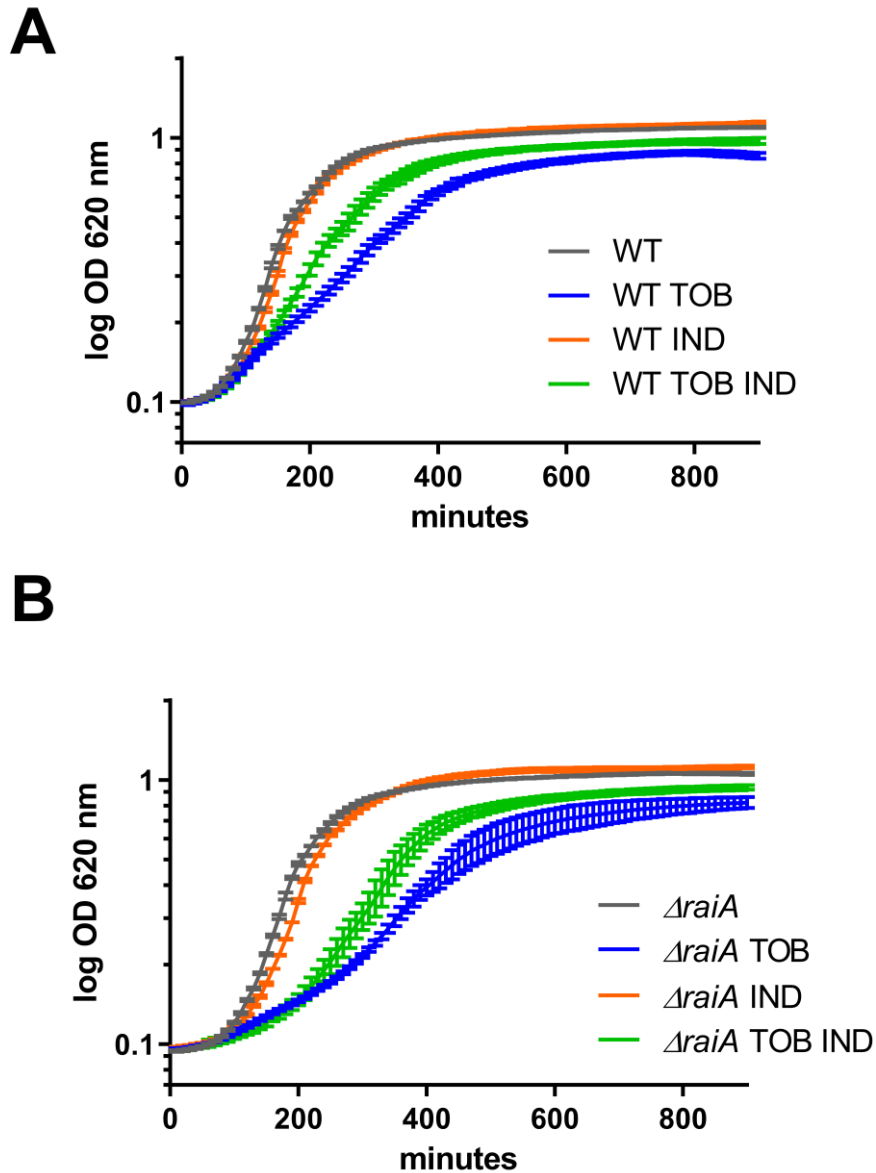 A
log OD 620 nm
1
0.1
WT
WT TOB
WT IND
WT TOB IND
0 200 400 600 800
minutes
B
log OD 620 nm
1
0.1
ΔraiA
ΔraiA TOB
ΔraiA IND
ΔraiA TOB IND
0 200 400 600 800
minutes